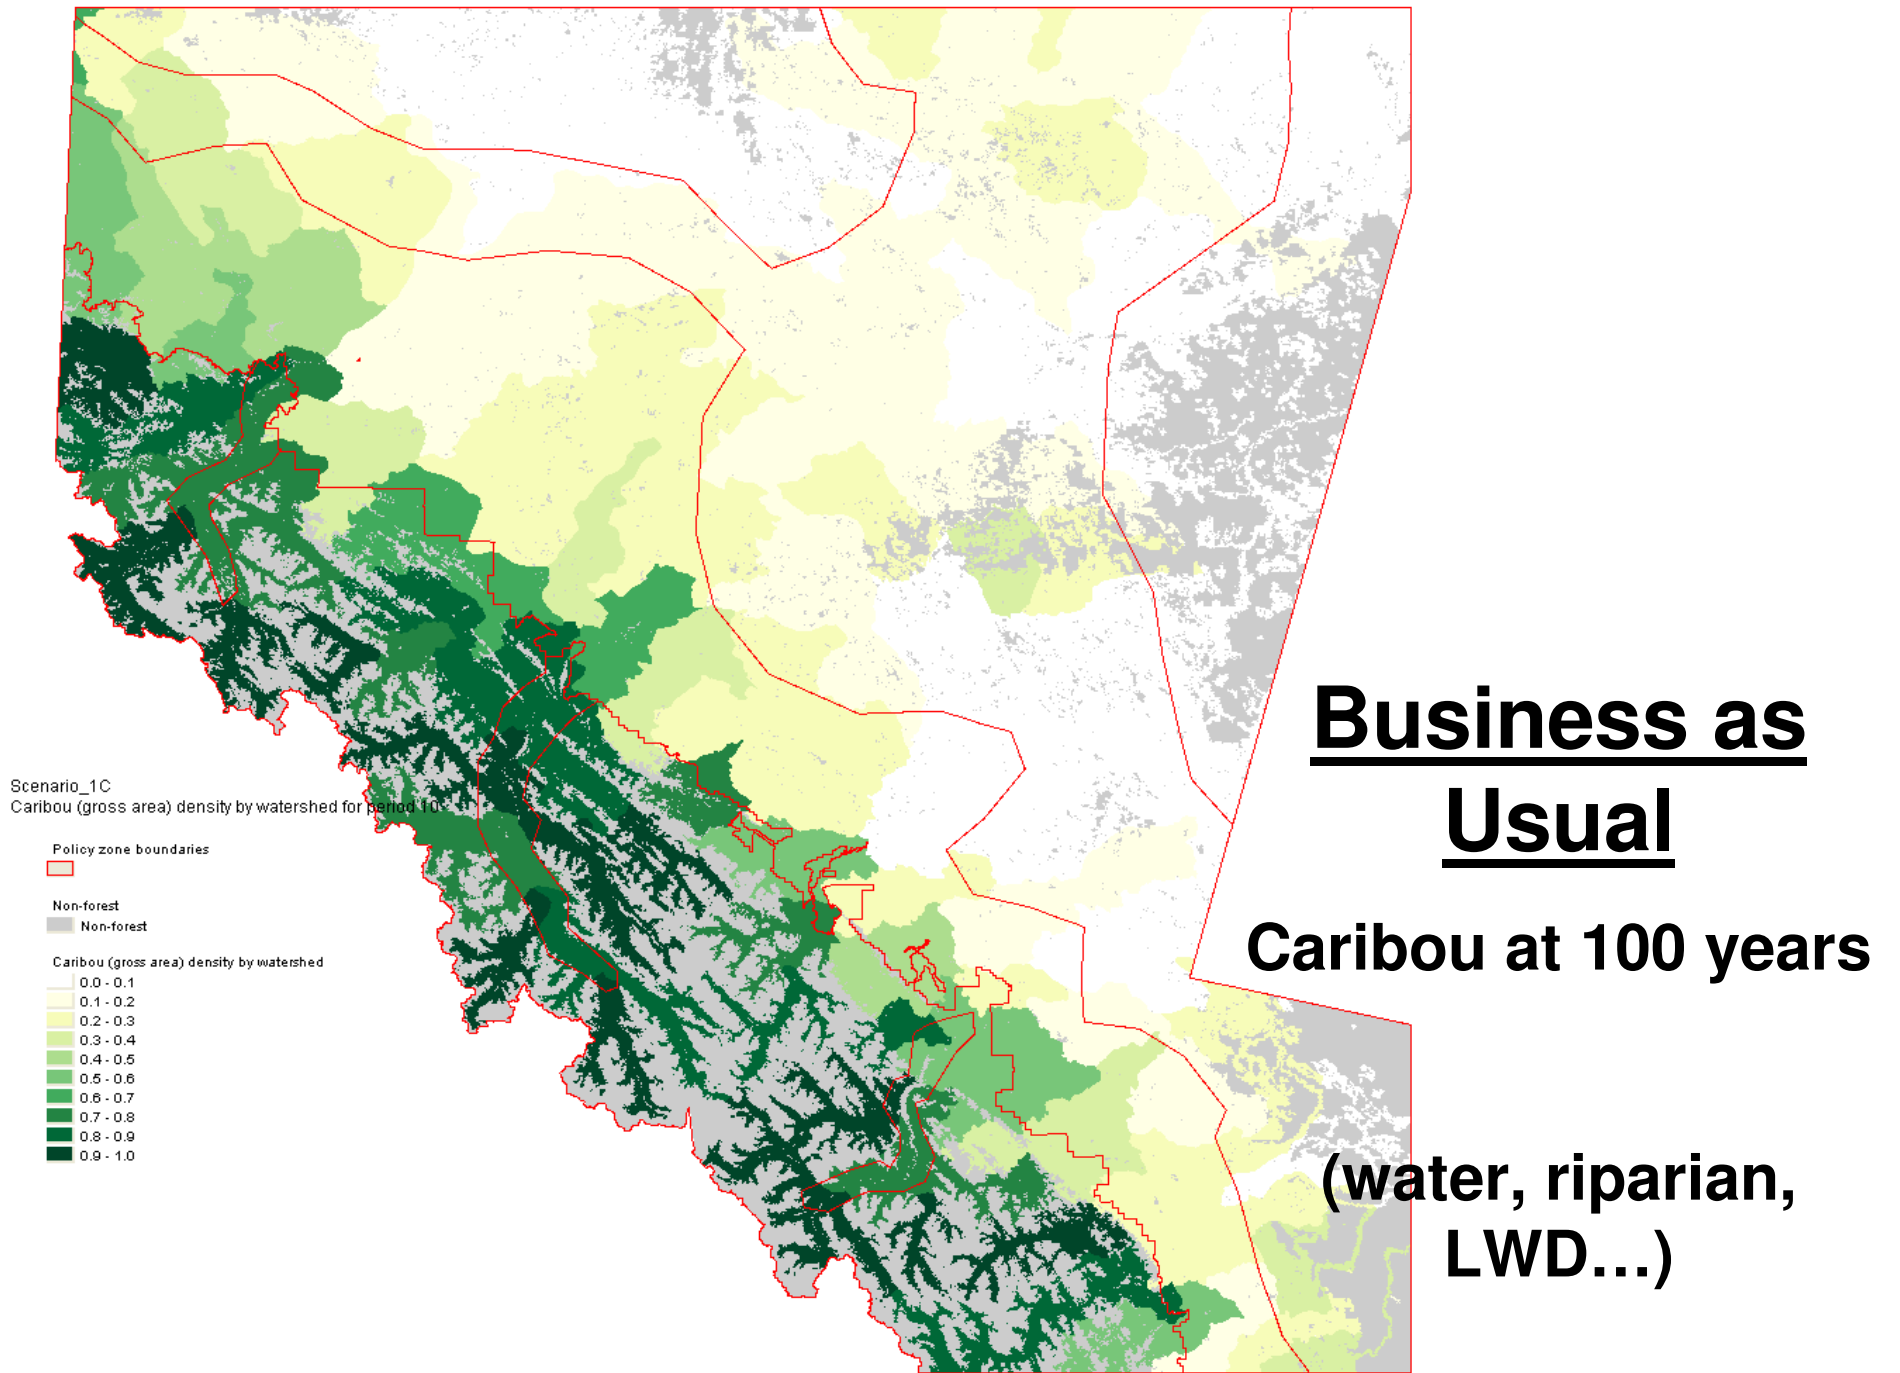 Business as
Usual
Caribou at 100 years
(water, riparian,
LWD…)
Scenario_1C
Caribou (gross area) density by watershed for period 10
Policy zone boundaries
Non-forest
Non-forest
Caribou (gross area) density by watershed
0.0 - 0.1
0.1 - 0.2
0.2 - 0.3
0.3 - 0.4
0.4 - 0.5
0.5 - 0.6
0.6 - 0.7
0.7 - 0.8
0.8 - 0.9
0.9 - 1.0